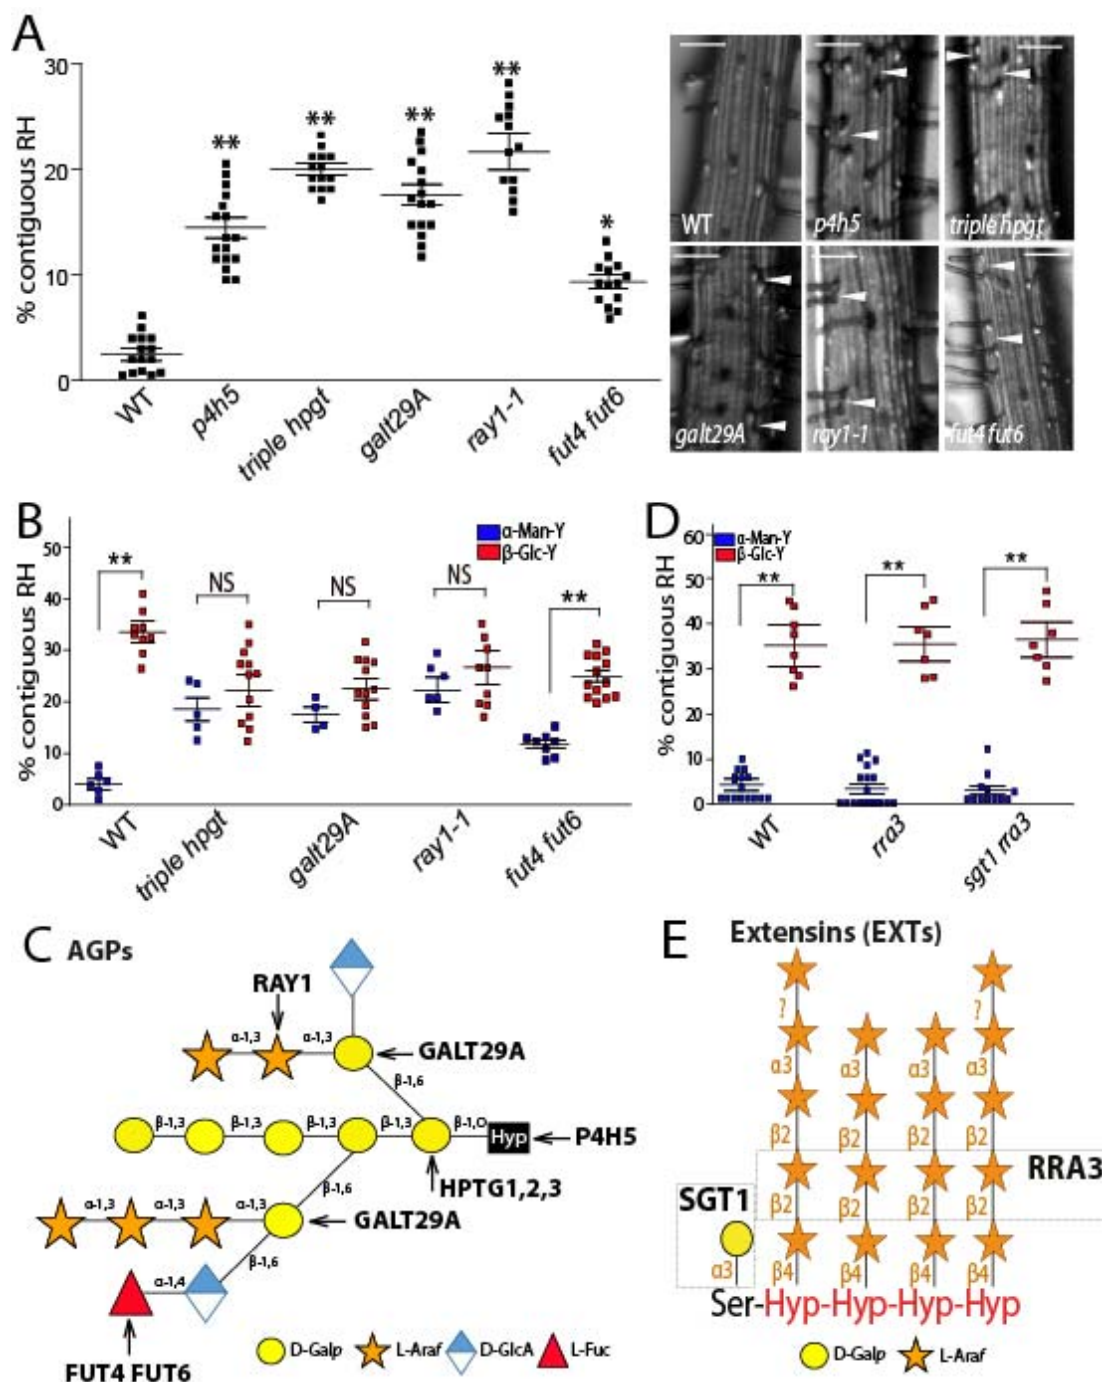 A
% contiguous RH
30
20
10
0
**
**
**
**
*
WT
p4h5
triple hpgt
galt29A
ray1-1
fut4 fut6
WT
p4h5
triple hpgt
galt29A
ray1-1
fut4 fut6
B
% contiguous RH
50
40
30
20
10
0
α-Man-Y
β-Glc-Y
**
NS
NS
NS
**
WT
triple hpgt
galt29A
ray1-1
fut4 fut6
D
% contiguous RH
60
50
40
30
20
10
0
α-Man-Y
β-Glc-Y
**
**
**
WT
rra3
sgt1 rra3
C
AGPs
RAY1
α-1,3
α-1,3
GALT29A
β-1,6
β-1,3
β-1,3
β-1,3
β-1,3
β-1,O
Hyp
P4H5
HPTG1,2,3
β-1,6
α-1,3
α-1,3
α-1,3
GALT29A
β-1,6
α-1,4
FUT4 FUT6
D-Galp
L-Araf
D-GlcA
L-Fuc
E
Extensins (EXTs)
?
?
α3
α3
α3
α3
β2
β2
β2
β2
RRA3
SGT1
β2
β2
β2
β2
α3
β4
β4
β4
β4
Ser-Hyp-Hyp-Hyp-Hyp
D-Galp
L-Araf